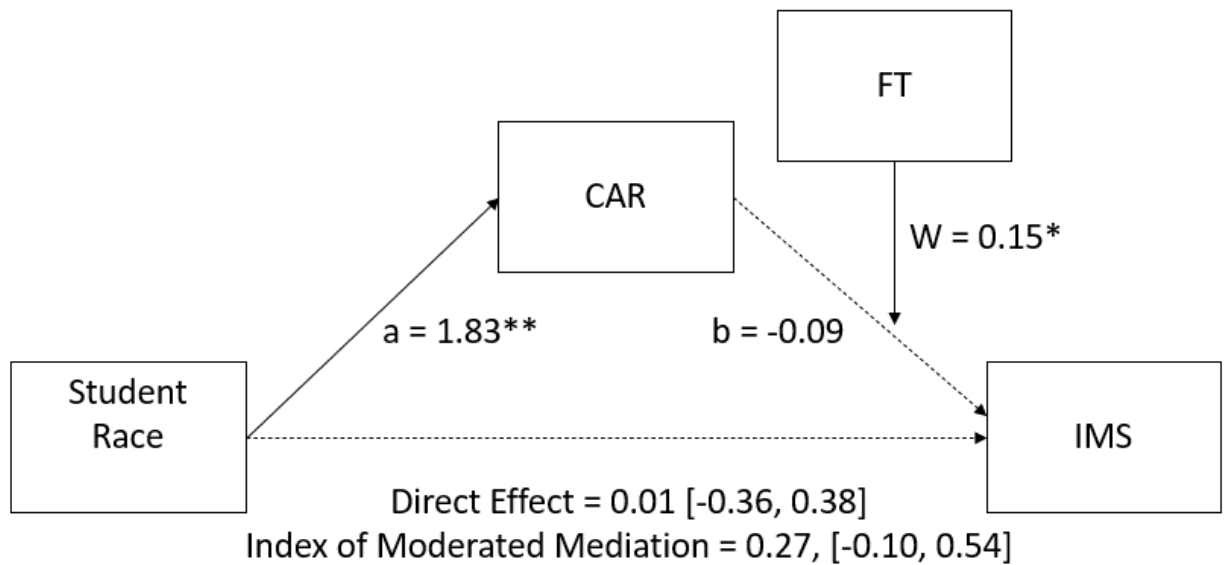 FT
CAR
W = 0.15*
a = 1.83**
b = -0.09
Student
Race
IMS
Direct Effect = 0.01 [-0.36, 0.38]
Index of Moderated Mediation = 0.27, [-0.10, 0.54]